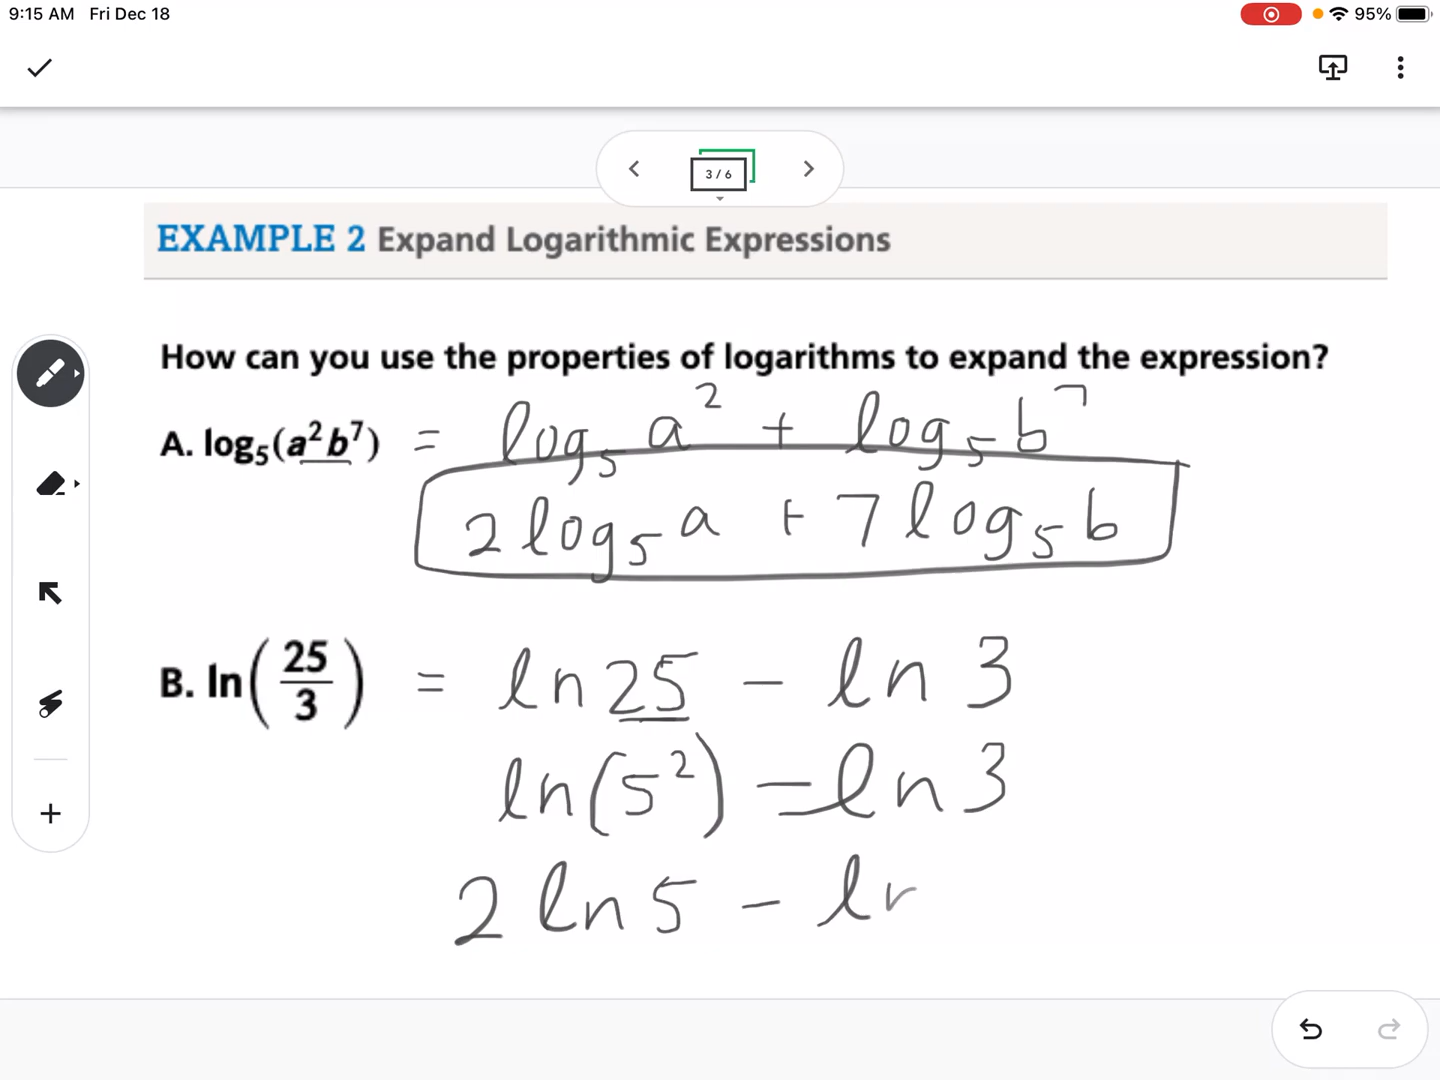 9:15 AM Fri Dec 18 95%
3 / 6
EXAMPLE 2 Expand Logarithmic Expressions
How can you use the properties of logarithms to expand the expression?
A. log₅(a²b⁷) = log₅ a² + log₅ b⁷
2 log₅ a + 7 log₅ b
B. ln(25/3) = ln 25 − ln 3
ln(5²) − ln 3
2 ln 5 − ln